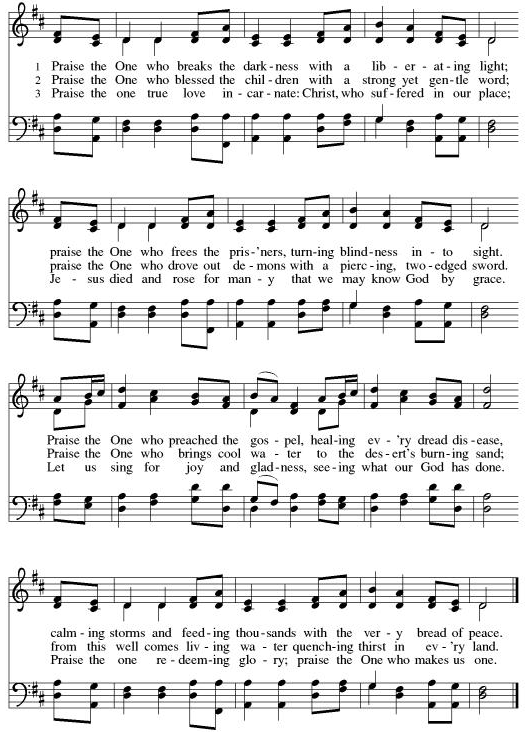 1 Praise the One who breaks the dark - ness with a lib - er - at - ing light;
2 Praise the One who blessed the chil - dren with a strong yet gen - tle word;
3 Praise the one true love in - car - nate: Christ, who suf - fered in our place;
praise the One who frees the pris - 'ners, turn - ing blind - ness in - to sight.
praise the One who drove out de - mons with a pierc - ing, two - edged sword.
Je - sus died and rose for man - y that we may know God by grace.
Praise the One who preached the gos - pel, heal - ing ev - 'ry dread dis - ease,
Praise the One who brings cool wa - ter to the des - ert's burn - ing sand;
Let us sing for joy and glad - ness, see - ing what our God has done.
calm - ing storms and feed - ing thou - sands with the ver - y bread of peace.
from this well comes liv - ing wa - ter quench - ing thirst in ev - 'ry land.
Praise the one re - deem - ing glo - ry; praise the One who makes us one.